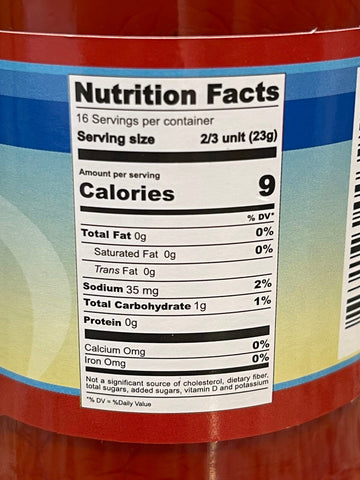 Nutrition Facts
16 Servings per container
Serving size 2/3 unit (23g)
Amount per serving
Calories 9
% DV*
Total Fat 0g 0%
Saturated Fat 0g 0%
Trans Fat 0g
Sodium 35 mg 2%
Total Carbohydrate 1g 1%
Protein 0g
Calcium 0mg 0%
Iron 0mg 0%
Not a significant source of cholesterol, dietary fiber,
total sugars, added sugars, vitamin D and potassium
*% DV = %Daily Value